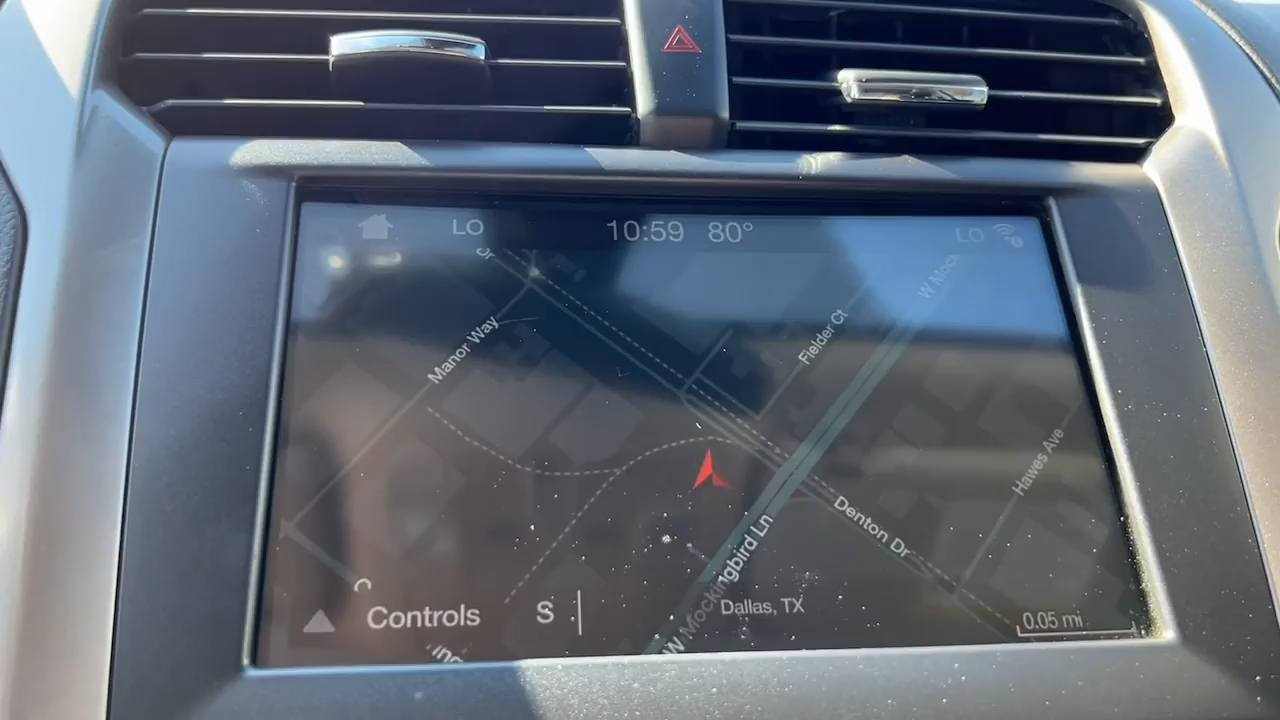 LO
10:59 80°
LO
Dr
W Mock
Manor Way
Fielder Ct
Hawes Ave
Denton Dr
W Mockingbird Ln
Controls
S
Dallas, TX
0.05 mi